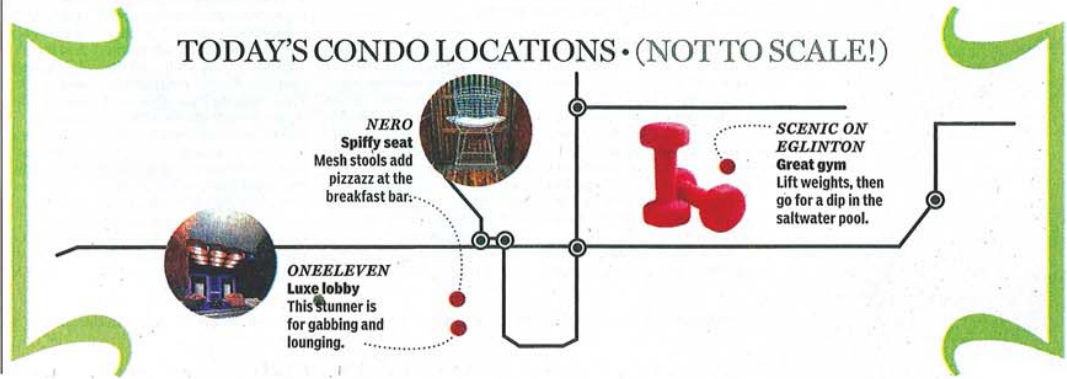 TODAY'S CONDO LOCATIONS • (NOT TO SCALE!)
NERO
Spiffy seat
Mesh stools add
pizzazz at the
breakfast bar.
SCENIC ON
EGLINTON
Great gym
Lift weights, then
go for a dip in the
saltwater pool.
ONEELEVEN
Luxe lobby
This stunner is
for gabbing and
lounging.